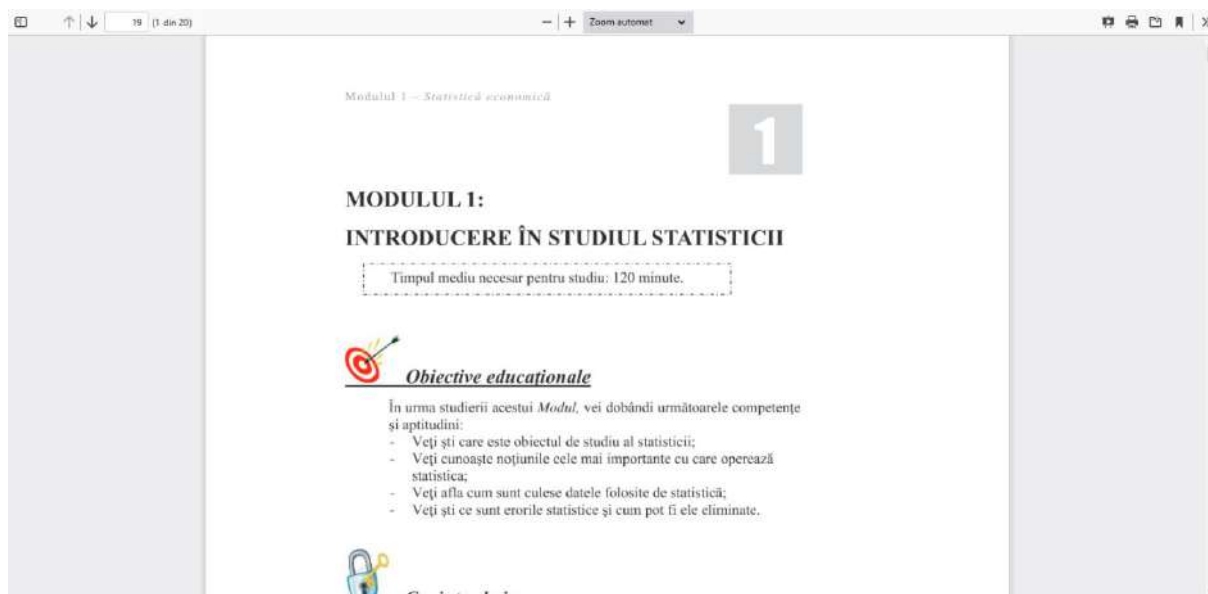 19 (1 din 20)
Zoom automat
Modulul 1 – Statistică economică
1
MODULUL 1:
INTRODUCERE ÎN STUDIUL STATISTICII
Timpul mediu necesar pentru studiu: 120 minute.
Obiective educaționale
În urma studierii acestui Modul, vei dobândi următoarele competențe
și aptitudini:
- Veți ști care este obiectul de studiu al statisticii;
- Veți cunoaște noțiunile cele mai importante cu care operează
statistica;
- Veți afla cum sunt culese datele folosite de statistică;
- Veți ști ce sunt erorile statistice și cum pot fi ele eliminate.